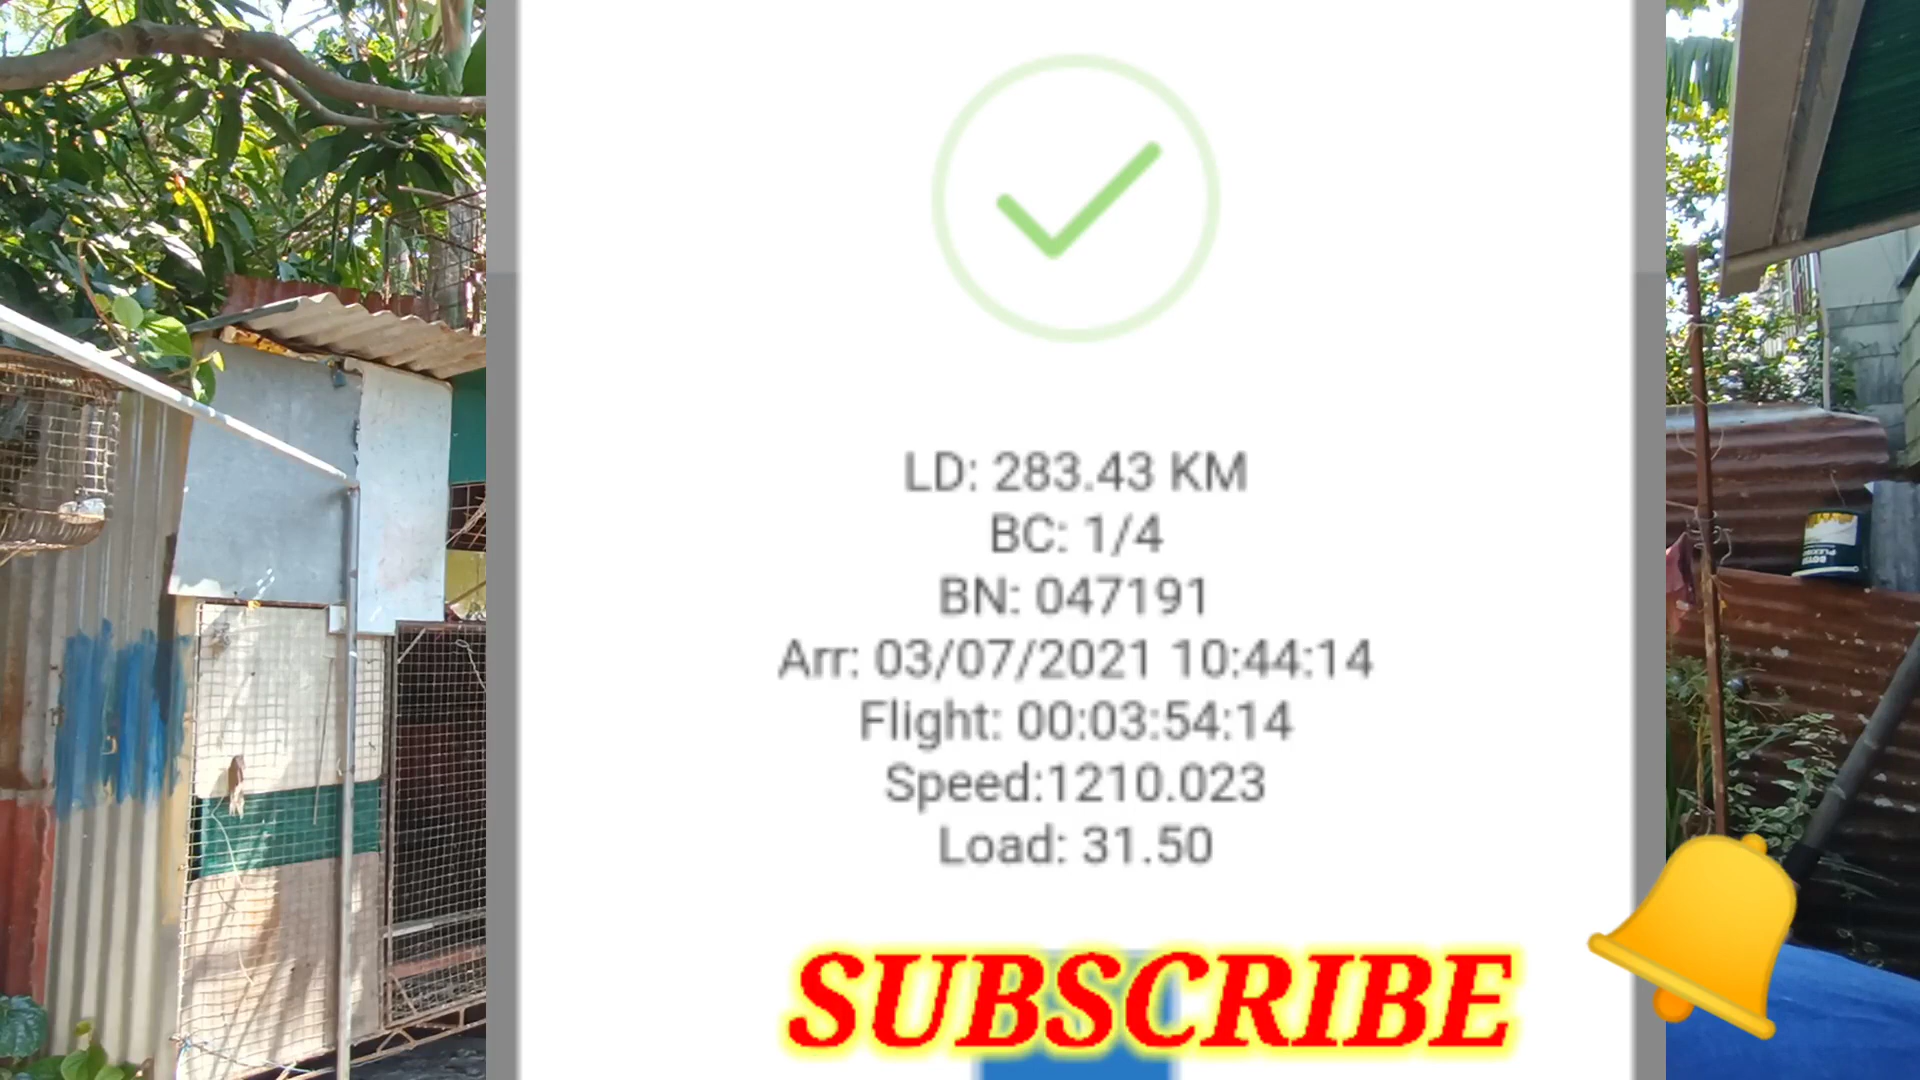 LD: 283.43 KM
BC: 1/4
BN: 047191
Arr: 03/07/2021 10:44:14
Flight: 00:03:54:14
Speed:1210.023
Load: 31.50
SUBSCRIBE